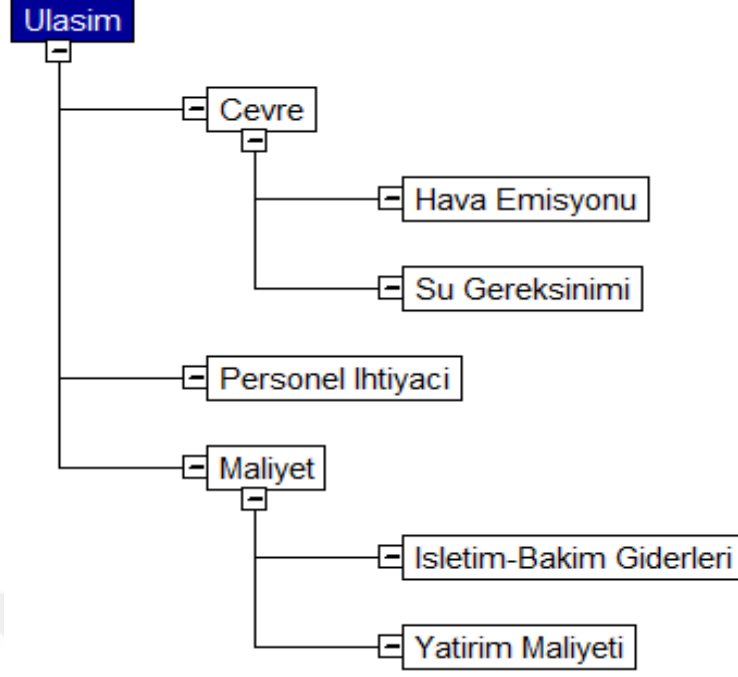 Ulasim
Cevre
Hava Emisyonu
Su Gereksinimi
Personel Ihtiyaci
Maliyet
Isletim-Bakim Giderleri
Yatirim Maliyeti